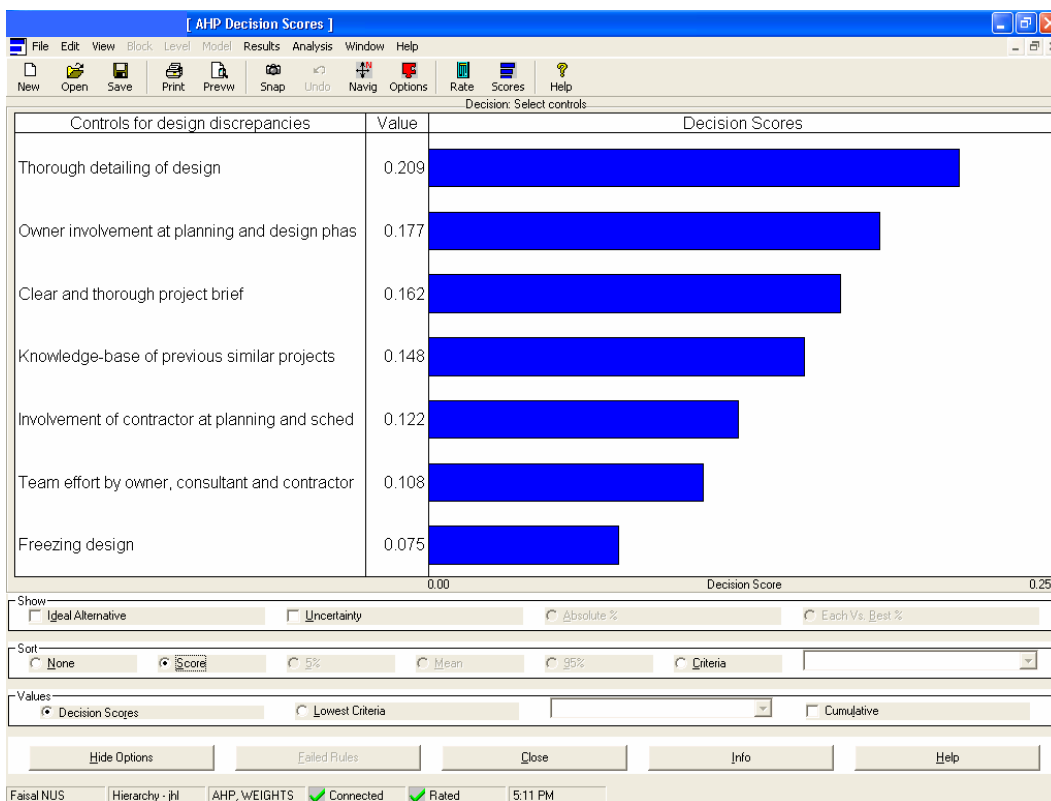 [ AHP Decision Scores ]
File Edit View Block Level Model Results Analysis Window Help
New Open Save Print Prevw Snap Undo Navig Options Rate Scores Help
Decision: Select controls
Controls for design discrepancies Value Decision Scores
Thorough detailing of design 0.209
Owner involvement at planning and design phas 0.177
Clear and thorough project brief 0.162
Knowledge-base of previous similar projects 0.148
Involvement of contractor at planning and sched 0.122
Team effort by owner, consultant and contractor 0.108
Freezing design 0.075
0.00 Decision Score 0.25
Show
Ideal Alternative Uncertainty Absolute % Each Vs. Best %
Sort
None Score 5% Mean 95% Criteria
Values
Decision Scores Lowest Criteria Cumulative
Hide Options Failed Rules Close Info Help
Faisal NUS Hierarchy - jhl AHP, WEIGHTS Connected Rated 5:11 PM